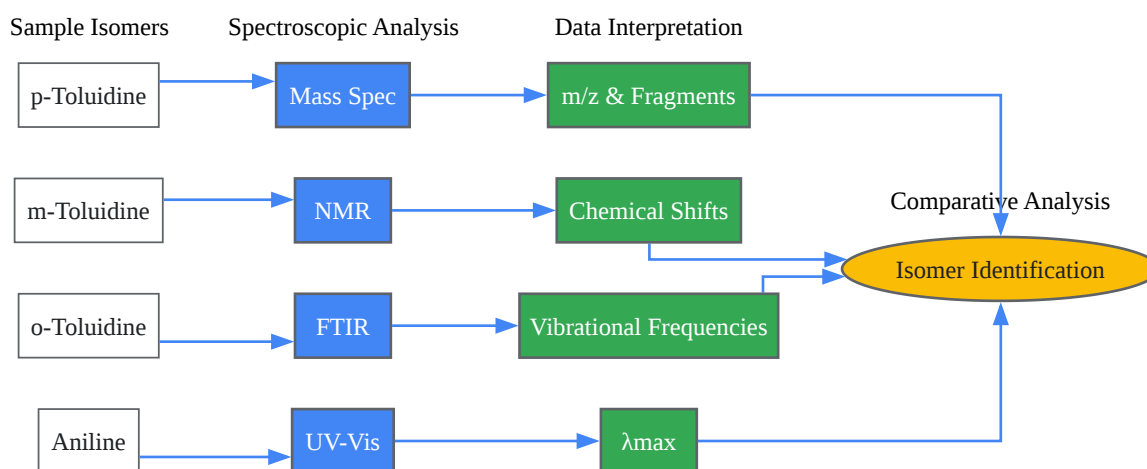 Sample Isomers
Spectroscopic Analysis
Data Interpretation
p-Toluidine
Mass Spec
m/z & Fragments
m-Toluidine
NMR
Chemical Shifts
Comparative Analysis
Isomer Identification
o-Toluidine
FTIR
Vibrational Frequencies
Aniline
UV-Vis
λmax